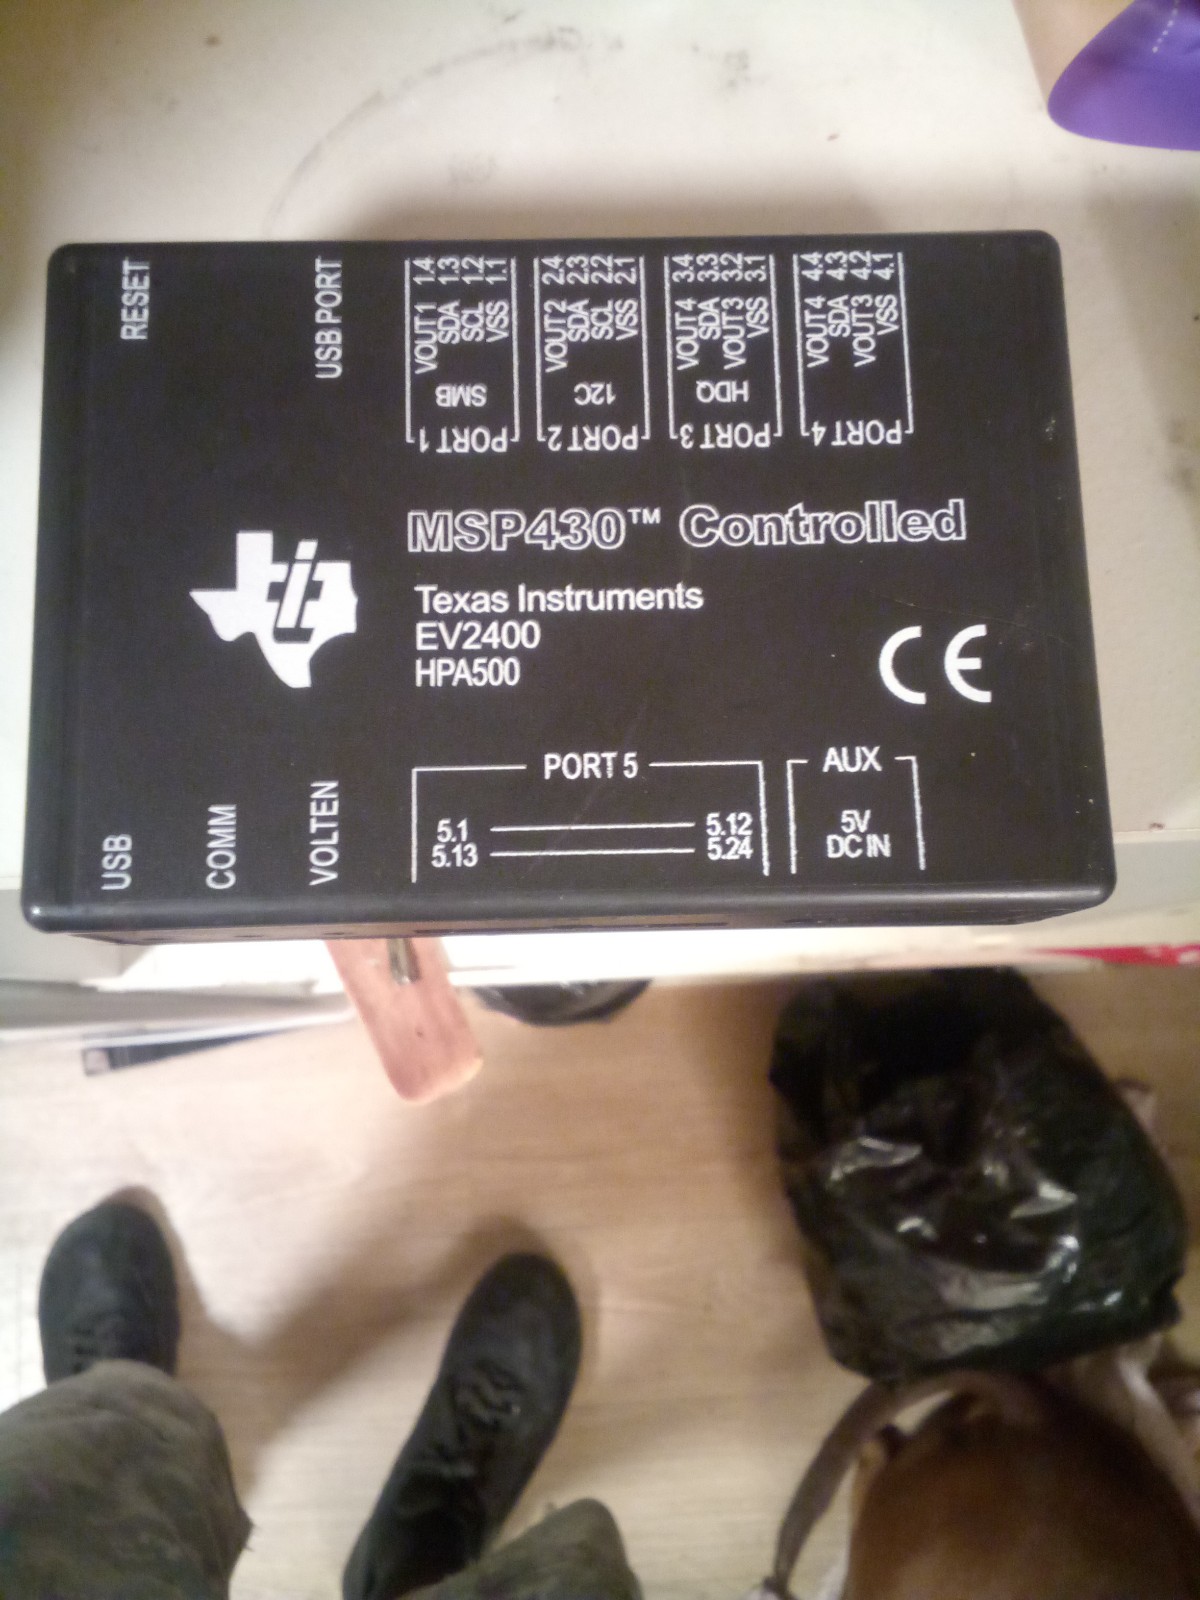 RESET
USB PORT
VOUT1 1.4
SDA 1.3
SCL 1.2
VSS 1.1
SMB
PORT 1
VOUT2 2.4
SDA 2.3
SCL 2.2
VSS 2.1
12C
PORT 2
VOUT4 3.4
SDA 3.3
VOUT3 3.2
VSS 3.1
HDQ
PORT 3
VOUT4 4.4
SDA 4.3
VOUT3 4.2
VSS 4.1
PORT 4
MSP430™ Controlled
ti
Texas Instruments
EV2400
HPA500
CE
USB
COMM
VOLTEN
PORT 5
5.1 5.12
5.13 5.24
AUX
5V
DC IN